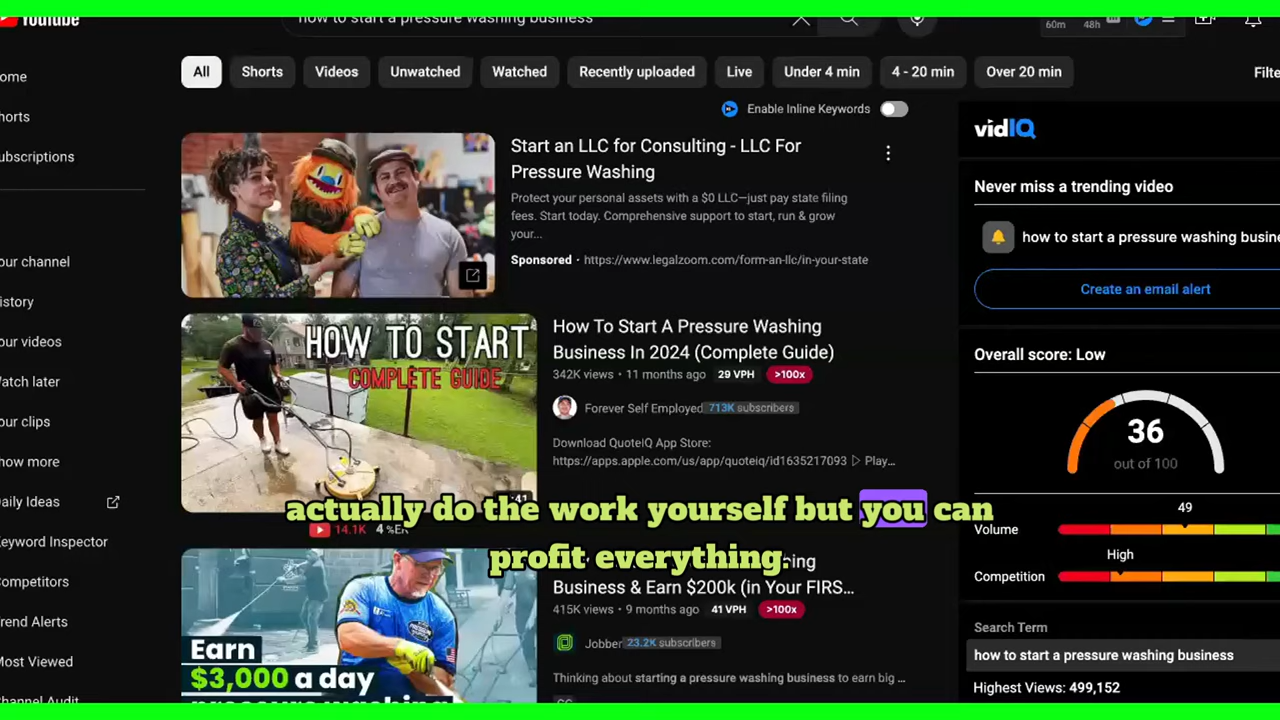 YouTube
how to start a pressure washing business
60m
48h
ome
horts
ubscriptions
our channel
istory
our videos
atch later
our clips
how more
aily Ideas
eyword Inspector
ompetitors
rend Alerts
ost Viewed
hannel Audit
All
Shorts
Videos
Unwatched
Watched
Recently uploaded
Live
Under 4 min
4 - 20 min
Over 20 min
Filte
Enable Inline Keywords
Start an LLC for Consulting - LLC For
Pressure Washing
Protect your personal assets with a $0 LLC—just pay state filing
fees. Start today. Comprehensive support to start, run & grow
your...
Sponsored · https://www.legalzoom.com/form-an-llc/in-your-state
HOW TO START
COMPLETE GUIDE
:41
How To Start A Pressure Washing
Business In 2024 (Complete Guide)
342K views · 11 months ago 29 VPH >100x
Forever Self Employed 713K subscribers
Download QuoteIQ App Store:
https://apps.apple.com/us/app/quoteiq/id1635217093 ▷ Play...
actually do the work yourself but you can
profit everything.
14.1K 4 %ER
Earn
$3,000 a day
pressure washing
hing
Business & Earn $200k (in Your FIRS...
415K views · 9 months ago 41 VPH >100x
Jobber 23.2K subscribers
Thinking about starting a pressure washing business to earn big ...
CC
vidIQ
Never miss a trending video
how to start a pressure washing busine
Create an email alert
Overall score: Low
36
out of 100
49
Volume
High
Competition
Search Term
how to start a pressure washing business
Highest Views: 499,152